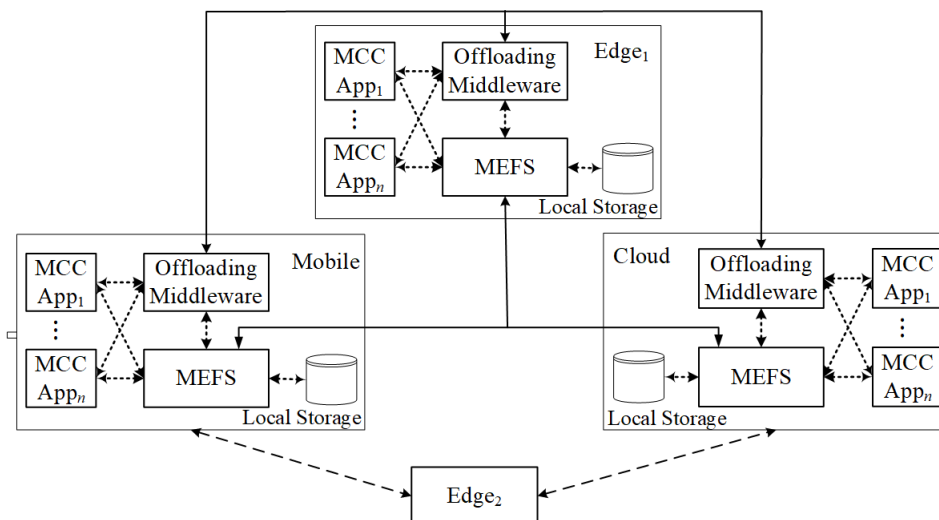 MCC
App₁
⋮
MCC
Appₙ
Offloading
Middleware
MEFS
Edge₁
Local Storage
MCC
App₁
⋮
MCC
Appₙ
Offloading
Middleware
MEFS
Mobile
Local Storage
Cloud
Offloading
Middleware
MEFS
Local Storage
MCC
App₁
⋮
MCC
Appₙ
Edge₂